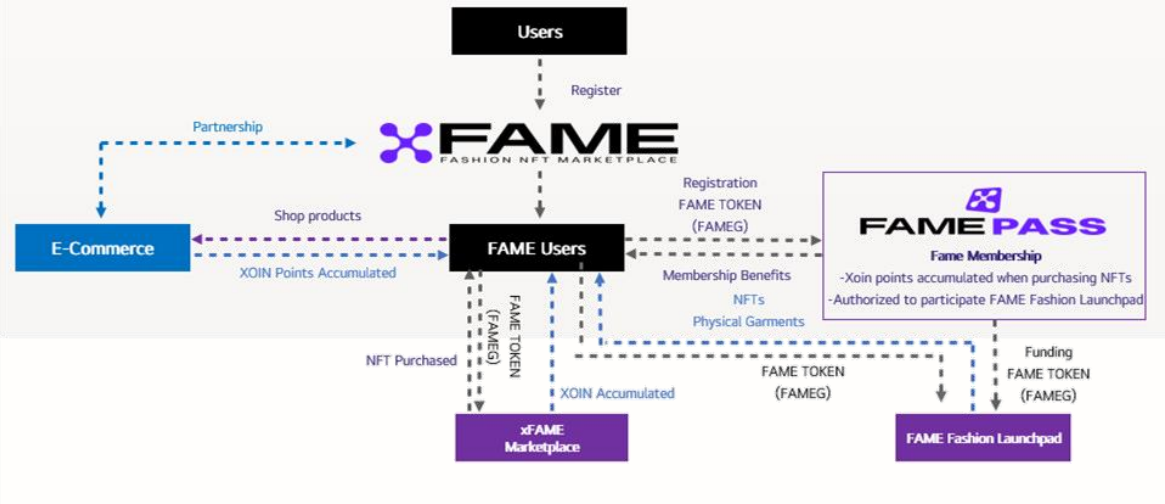 Users
Register
Partnership
FAME
FASHION NFT MARKETPLACE
Registration
FAME TOKEN
(FAMEG)
Shop products
E-Commerce
FAME Users
XOIN Points Accumulated
Membership Benefits
NFTs
Physical Garments
FAME PASS
Fame Membership
-Xoin points accumulated when purchasing NFTs
-Authorized to participate FAME Fashion Launchpad
NFT Purchased
FAME TOKEN
(FAMEG)
XOIN Accumulated
FAME TOKEN
(FAMEG)
Funding
FAME TOKEN
(FAMEG)
xFAME
Marketplace
FAME Fashion Launchpad